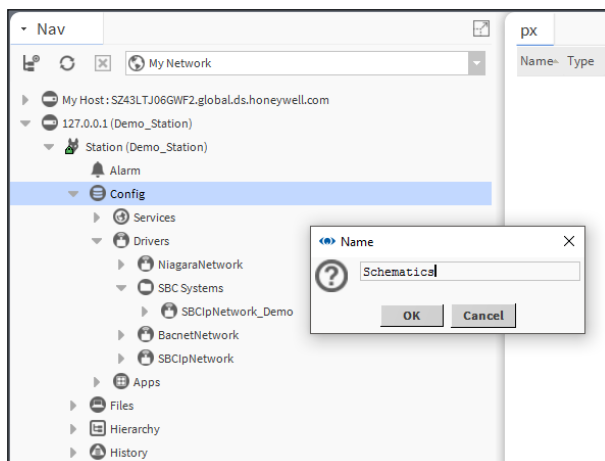 Nav
px
My Network
Name Type
My Host : SZ43LTJ06GWF2.global.ds.honeywell.com
127.0.0.1 (Demo_Station)
Station (Demo_Station)
Alarm
Config
Services
Drivers
NiagaraNetwork
SBC Systems
SBCIpNetwork_Demo
BacnetNetwork
SBCIpNetwork
Apps
Files
Hierarchy
History
Name
Schematics
OK Cancel